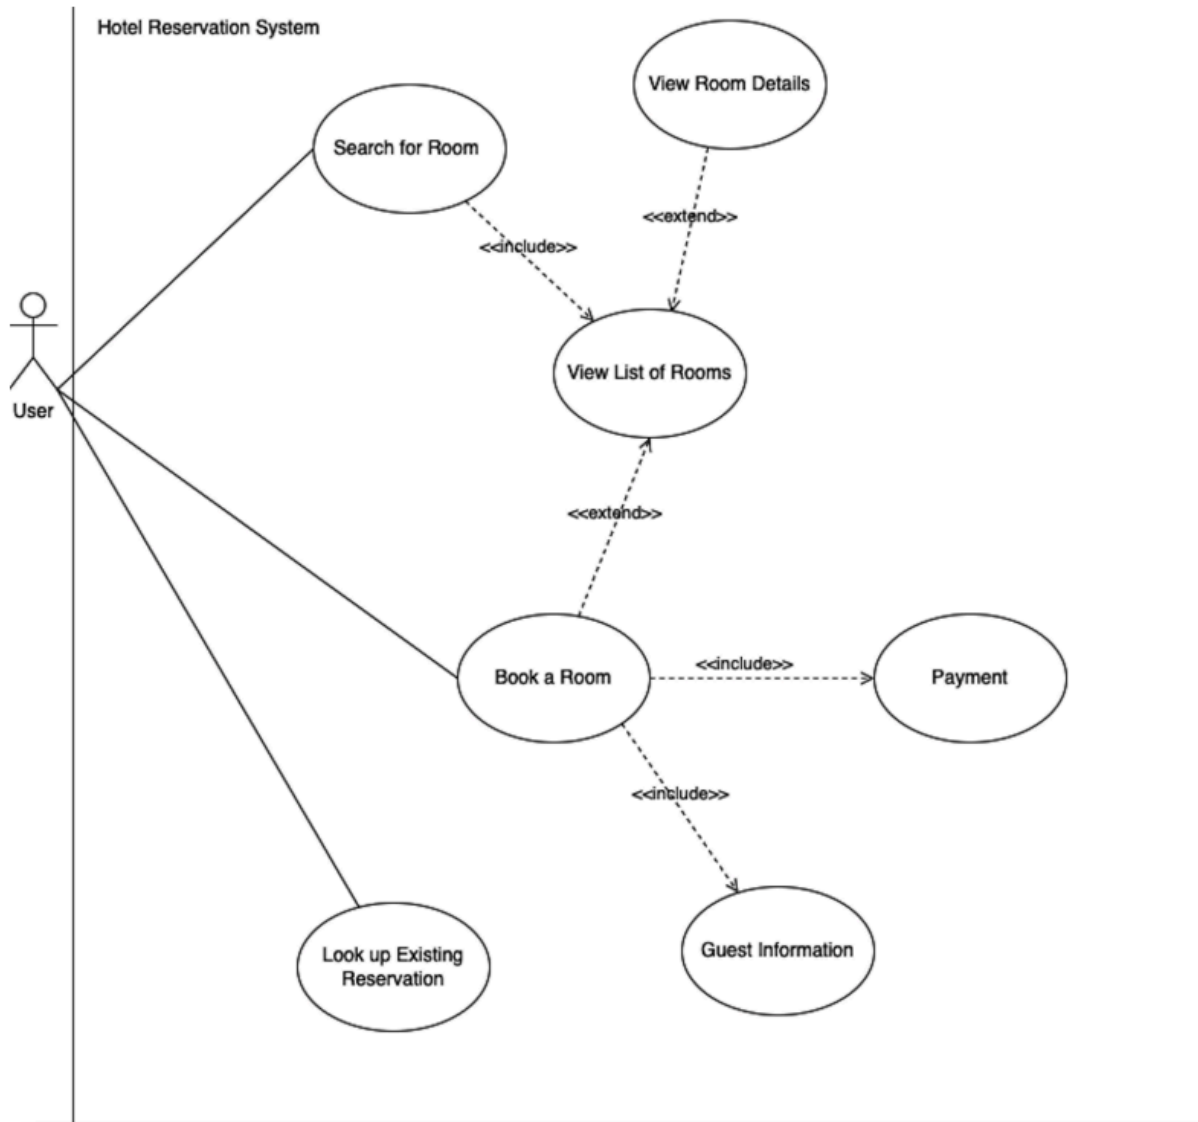 Hotel Reservation System
View Room Details
Search for Room
<<extend>>
<<include>>
View List of Rooms
User
<<extend>>
<<include>>
Book a Room
Payment
<<include>>
Guest Information
Look up Existing
Reservation